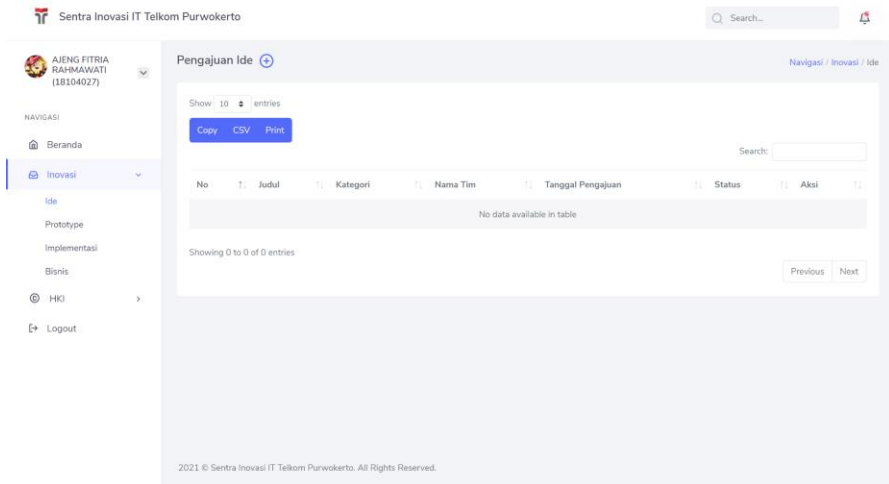 Sentra Inovasi IT Telkom Purwokerto
Search...
AJENG FITRIA
RAHMAWATI
(18104027)
NAVIGASI
Beranda
Inovasi
Ide
Prototype
Implementasi
Bisnis
HKI
Logout
Pengajuan Ide
Navigasi / Inovasi / Ide
Show 10 entries
Copy CSV Print
Search:
No Judul Kategori Nama Tim Tanggal Pengajuan Status Aksi
No data available in table
Showing 0 to 0 of 0 entries
Previous Next
2021 © Sentra Inovasi IT Telkom Purwokerto. All Rights Reserved.